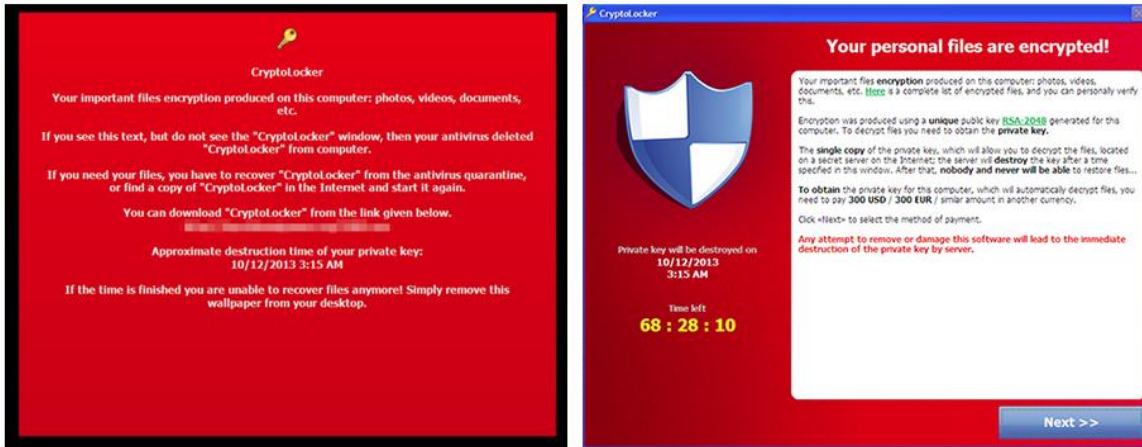 CryptoLocker
Your important files encryption produced on this computer: photos, videos, documents,
etc.
If you see this text, but do not see the "CryptoLocker" window, then your antivirus deleted
"CryptoLocker" from computer.
If you need your files, you have to recover "CryptoLocker" from the antivirus quarantine,
or find a copy of "CryptoLocker" in the Internet and start it again.
You can download "CryptoLocker" from the link given below.
Approximate destruction time of your private key:
10/12/2013 3:15 AM
If the time is finished you are unable to recover files anymore! Simply remove this
wallpaper from your desktop.
CryptoLocker
Your personal files are encrypted!
Your important files encryption produced on this computer: photos, videos,
documents, etc. Here is a complete list of encrypted files, and you can personaly verify
this.
Encryption was produced using a unique public key RSA-2048 generated for this
computer. To decrypt files you need to obtain the private key.
The single copy of the private key, which will allow you to decrypt the files, located
on a secret server on the Internet; the server will destroy the key after a time
specified in this window. After that, nobody and never will be able to restore files...
To obtain the private key for this computer, which will automaticaly decrypt files, you
need to pay 300 USD / 300 EUR / similar amount in another currency.
Click «Next» to select the method of payment.
Any attempt to remove or damage this software will lead to the immediate
destruction of the private key by server.
Private key will be destroyed on
10/12/2013
3:15 AM
Time left
68 : 28 : 10
Next >>